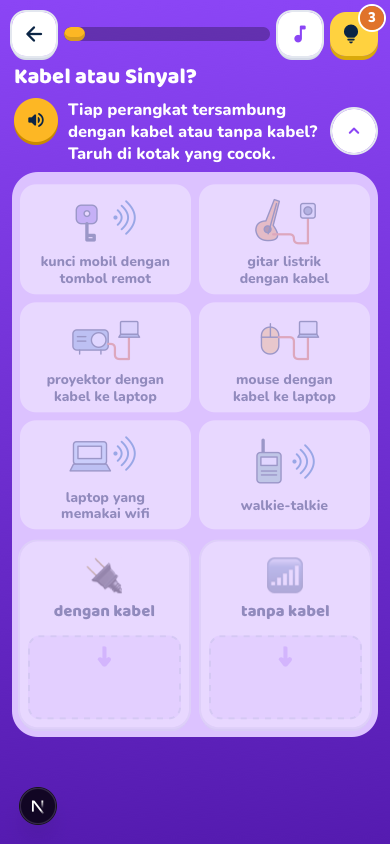 3
Kabel atau Sinyal?
Tiap perangkat tersambung
dengan kabel atau tanpa kabel?
Taruh di kotak yang cocok.
kunci mobil dengan
tombol remot
gitar listrik
dengan kabel
proyektor dengan
kabel ke laptop
mouse dengan
kabel ke laptop
laptop yang
memakai wifi
walkie-talkie
dengan kabel
tanpa kabel
N